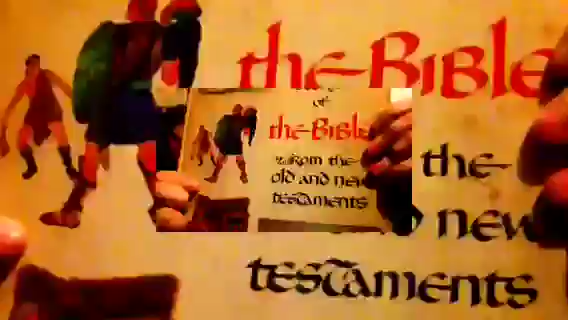 the Bible
of
the Bible
from the
old and new
testaments
the
new
testaments